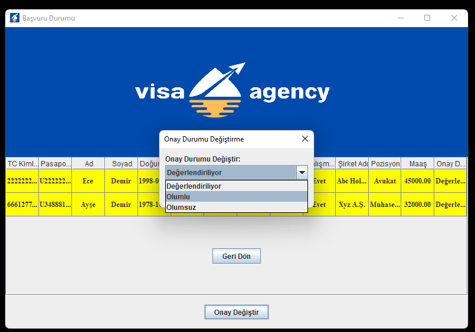 Başvuru Durumu
visa agency
Onay Durumu Değiştirme
Onay Durumu Değiştir:
Değerlendiriliyor
Değerlendiriliyor
Olumlu
Olumsuz
TC Kiml... Pasapo... Ad Soyad Şirket Adı Pozisyon Maaş Onay D...
2222222... U222222... Ece Demir 1998-0 Evet Abc Hol... Avukat 45000.00 Değerle...
6661277... U348881... Ayşe Demir 1978-1 Evet Xyz A.Ş. Muhase... 32000.00 Değerle...
Geri Dön
Onay Değiştir